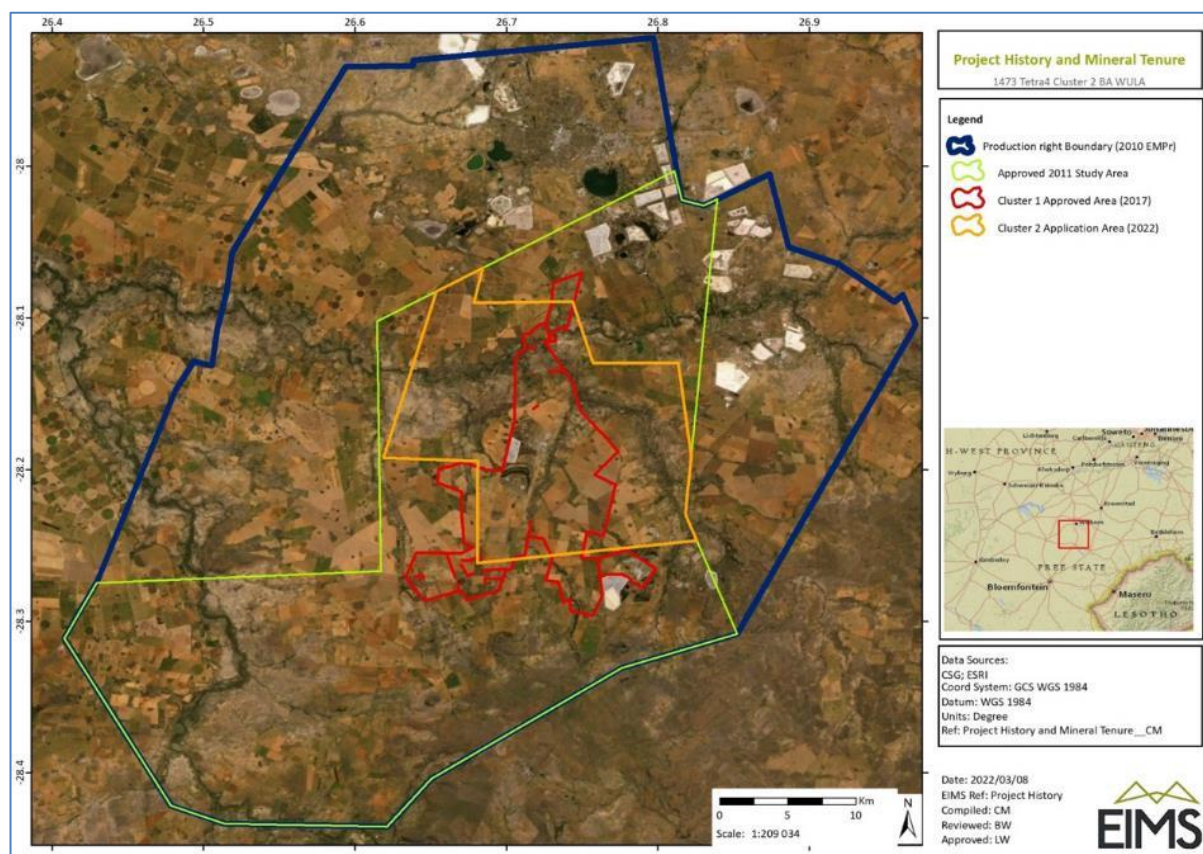 26.4 26.5 26.6 26.7 26.8 26.9
-28
-28.1
-28.2
-28.3
-28.4
0 5 10 Km
Scale: 1:209 034
N
Project History and Mineral Tenure
1473 Tetra4 Cluster 2 BA WULA
Legend
Production right Boundary (2010 EMPr)
Approved 2011 Study Area
Cluster 1 Approved Area (2017)
Cluster 2 Application Area (2022)
H-WEST PROVINCE
Soweto
FREE STATE
Bloemfontein
Maseru
LESOTHO
Data Sources:
CSG; ESRI
Coord System: GCS WGS 1984
Datum: WGS 1984
Units: Degree
Ref: Project History and Mineral Tenure__CM
Date: 2022/03/08
EIMS Ref: Project History
Compiled: CM
Reviewed: BW
Approved: LW
EIMS